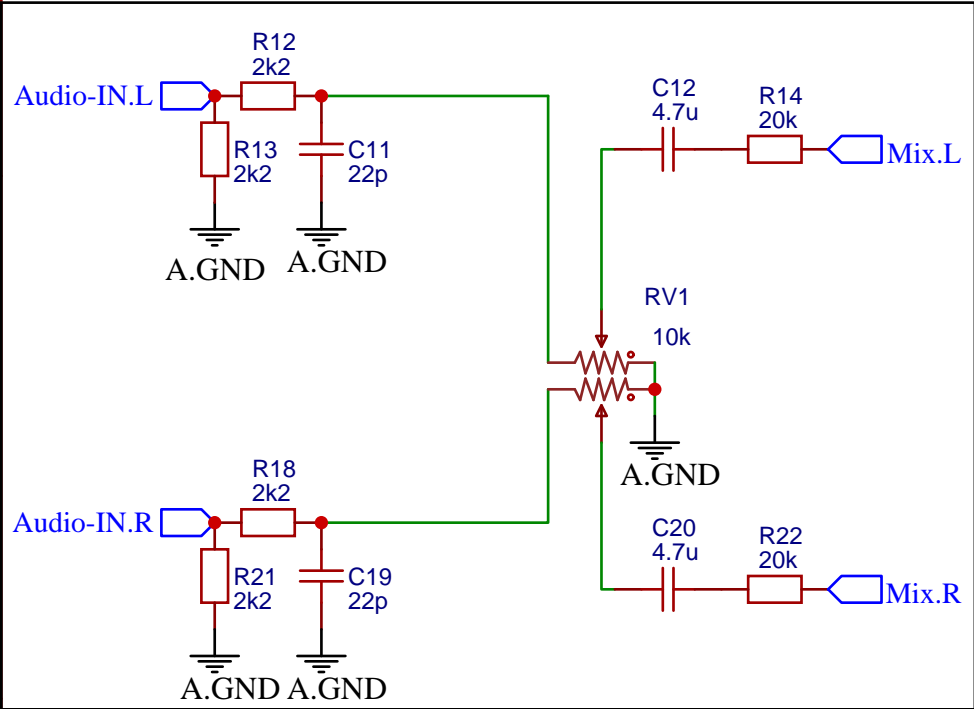 R12
2k2
Audio-IN.L
R13
2k2
C11
22p
A.GND
A.GND
C12
4.7u
R14
20k
Mix.L
RV1
10k
A.GND
R18
2k2
Audio-IN.R
R21
2k2
C19
22p
A.GND
A.GND
C20
4.7u
R22
20k
Mix.R